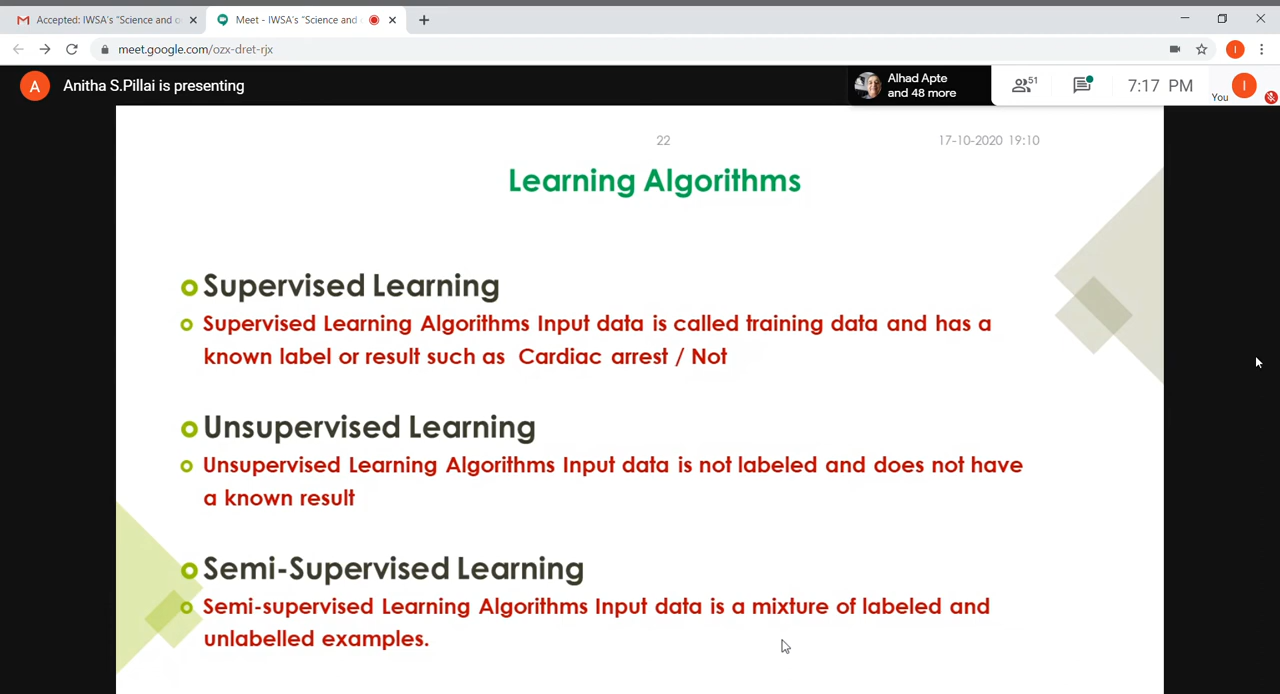 Accepted: IWSA's "Science and o
Meet - IWSA's "Science and
meet.google.com/ozx-dret-rjx
A
Anitha S.Pillai is presenting
Alhad Apte
and 48 more
51
7:17 PM
You
I
I
22
17-10-2020 19:10
Learning Algorithms
Supervised Learning
Supervised Learning Algorithms Input data is called training data and has a
known label or result such as Cardiac arrest / Not
Unsupervised Learning
Unsupervised Learning Algorithms Input data is not labeled and does not have
a known result
Semi-Supervised Learning
Semi-supervised Learning Algorithms Input data is a mixture of labeled and
unlabelled examples.